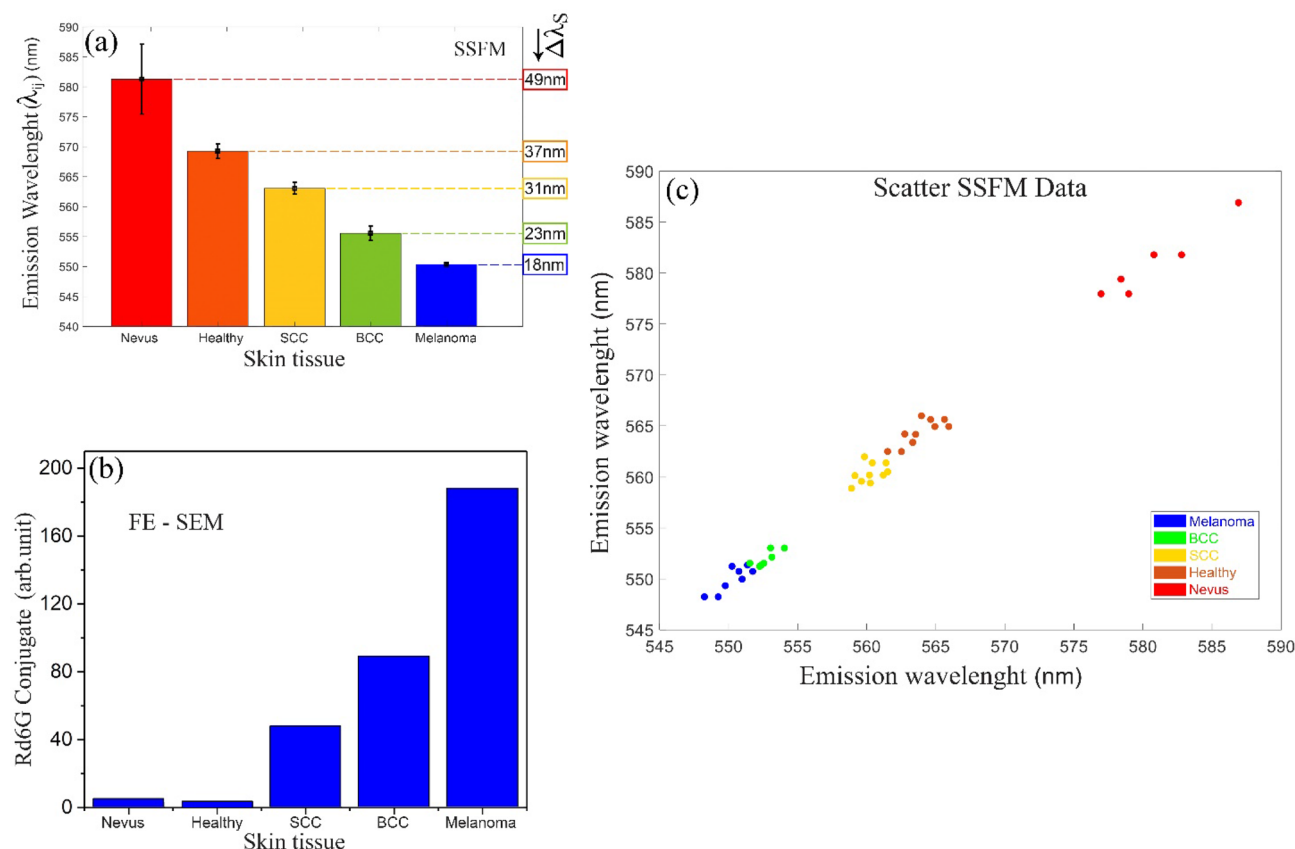 (a)
SSFM
ΔλS
Emission Wavelenght (λij) (nm)
590
585
580
575
570
565
560
555
550
545
540
49nm
37nm
31nm
23nm
18nm
Nevus Healthy SCC BCC Melanoma
Skin tissue
(b)
FE - SEM
Rd6G Conjugate (arb.unit)
200
160
120
80
40
0
Nevus Healthy SCC BCC Melanoma
Skin tissue
(c)
Scatter SSFM Data
Emission wavelenght (nm)
590
585
580
575
570
565
560
555
550
545
Melanoma
BCC
SCC
Healthy
Nevus
545 550 555 560 565 570 575 580 585 590
Emission wavelenght (nm)